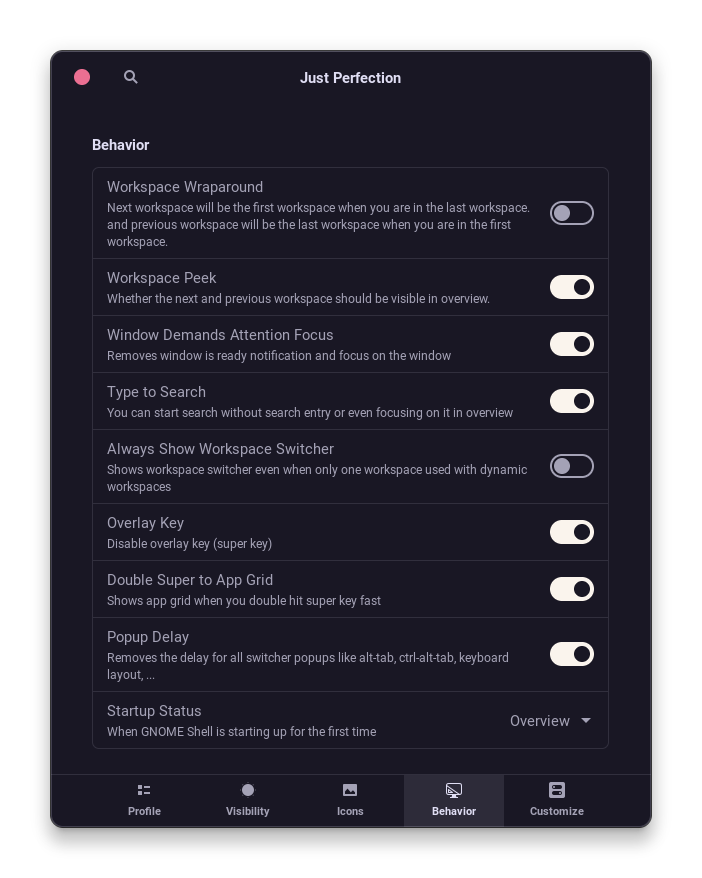 Just Perfection
Behavior
Workspace Wraparound
Next workspace will be the first workspace when you are in the last workspace.
and previous workspace will be the last workspace when you are in the first
workspace.
Workspace Peek
Whether the next and previous workspace should be visible in overview.
Window Demands Attention Focus
Removes window is ready notification and focus on the window
Type to Search
You can start search without search entry or even focusing on it in overview
Always Show Workspace Switcher
Shows workspace switcher even when only one workspace used with dynamic
workspaces
Overlay Key
Disable overlay key (super key)
Double Super to App Grid
Shows app grid when you double hit super key fast
Popup Delay
Removes the delay for all switcher popups like alt-tab, ctrl-alt-tab, keyboard
layout, ...
Startup Status
When GNOME Shell is starting up for the first time
Overview
Profile
Visibility
Icons
Behavior
Customize